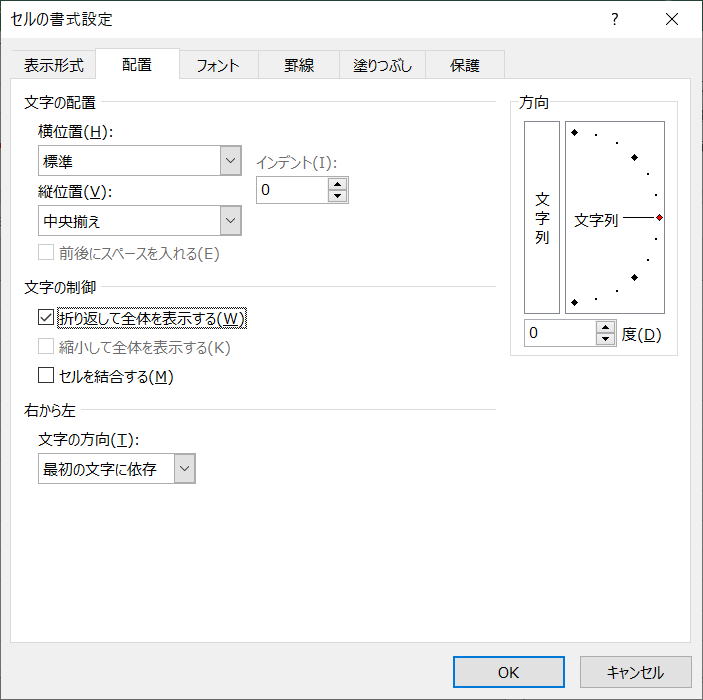 セルの書式設定
?
表示形式 配置 フォント 罫線 塗りつぶし 保護
文字の配置
横位置(H):
標準
インデント(I):
0
縦位置(V):
中央揃え
前後にスペースを入れる(E)
文字の制御
折り返して全体を表示する(W)
縮小して全体を表示する(K)
セルを結合する(M)
右から左
文字の方向(T):
最初の文字に依存
方向
文字列
文字列
0 度(D)
OK キャンセル